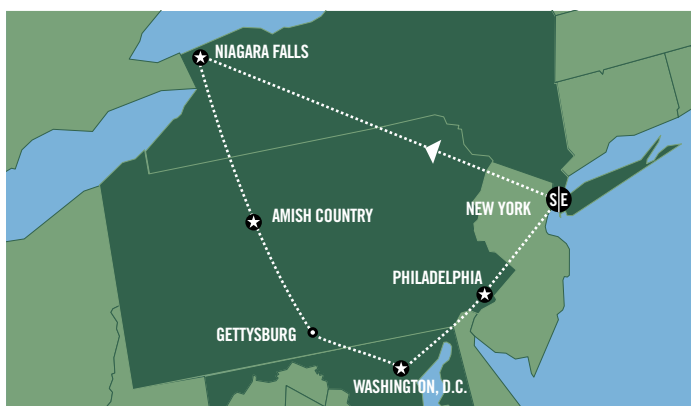 NIAGARA FALLS
S E
NEW YORK
AMISH COUNTRY
PHILADELPHIA
GETTYSBURG
WASHINGTON, D.C.